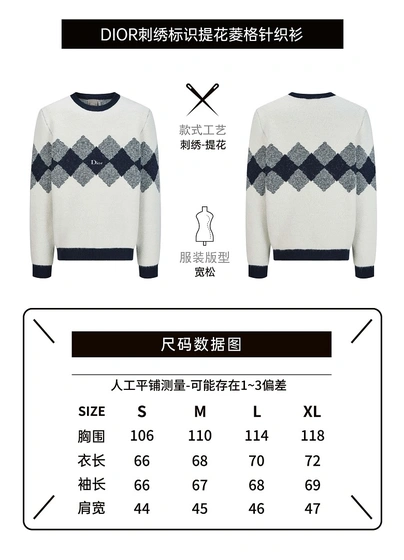 DIOR刺绣标识提花菱格针织衫
款式工艺
刺绣-提花
Dior
服装版型
宽松
尺码数据图
人工平铺测量-可能存在1~3偏差
SIZE S M L XL
胸围 106 110 114 118
衣长 66 68 70 72
袖长 66 67 68 69
肩宽 44 45 46 47